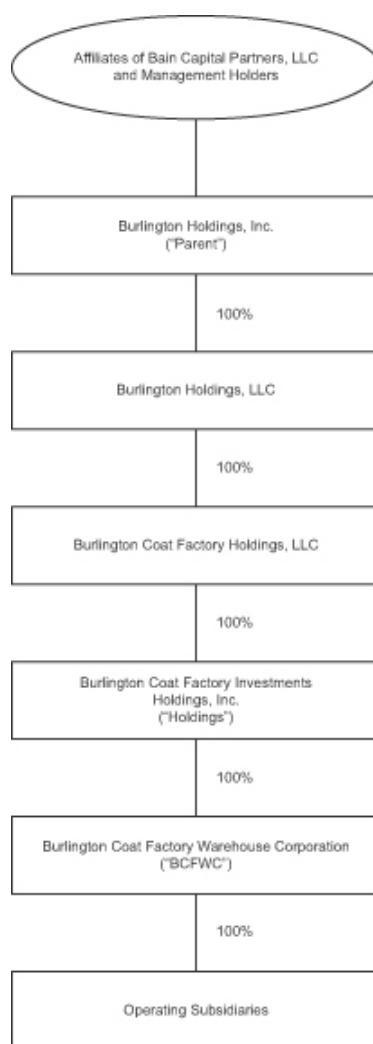 Affiliates of Bain Capital Partners, LLC
and Management Holders
Burlington Holdings, Inc.
(“Parent”)
100%
Burlington Holdings, LLC
100%
Burlington Coat Factory Holdings, LLC
100%
Burlington Coat Factory Investments
Holdings, Inc.
(“Holdings”)
100%
Burlington Coat Factory Warehouse Corporation
(“BCFWC”)
100%
Operating Subsidiaries